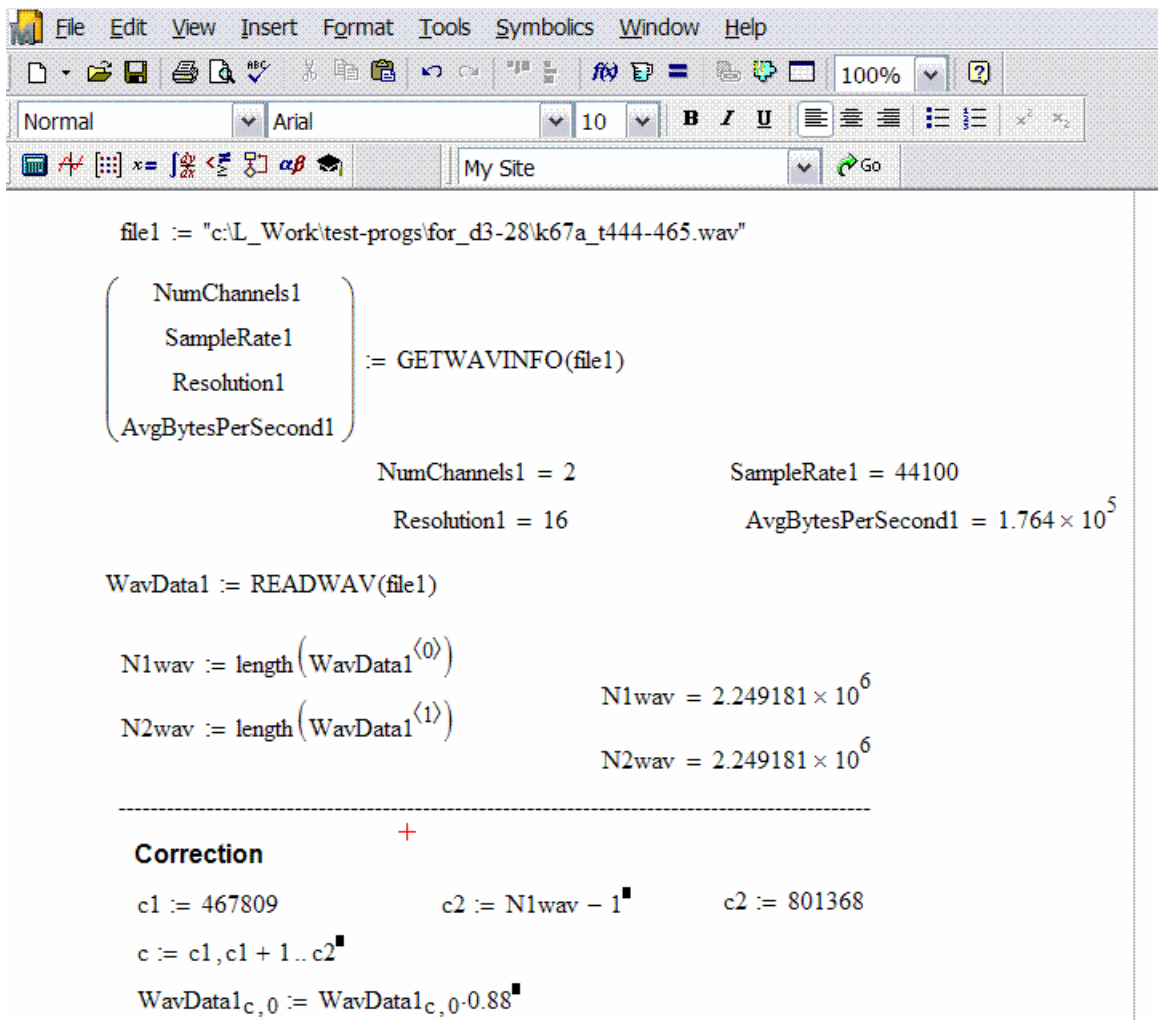 File Edit View Insert Format Tools Symbolics Window Help
100%
Normal Arial 10 B I U
My Site Go
file1 := "c:\L_Work\test-progs\for_d3-28\k67a_t444-465.wav"
NumChannels1
SampleRate1
Resolution1
AvgBytesPerSecond1
:= GETWAVINFO(file1)
NumChannels1 = 2 SampleRate1 = 44100
Resolution1 = 16 AvgBytesPerSecond1 = 1.764 × 10^5
WavData1 := READWAV(file1)
N1wav := length(WavData1^⟨0⟩)
N1wav = 2.249181 × 10^6
N2wav := length(WavData1^⟨1⟩)
N2wav = 2.249181 × 10^6
Correction
c1 := 467809 c2 := N1wav − 1▪ c2 := 801368
c := c1,c1 + 1.. c2▪
WavData1c,0 := WavData1c,0·0.88▪